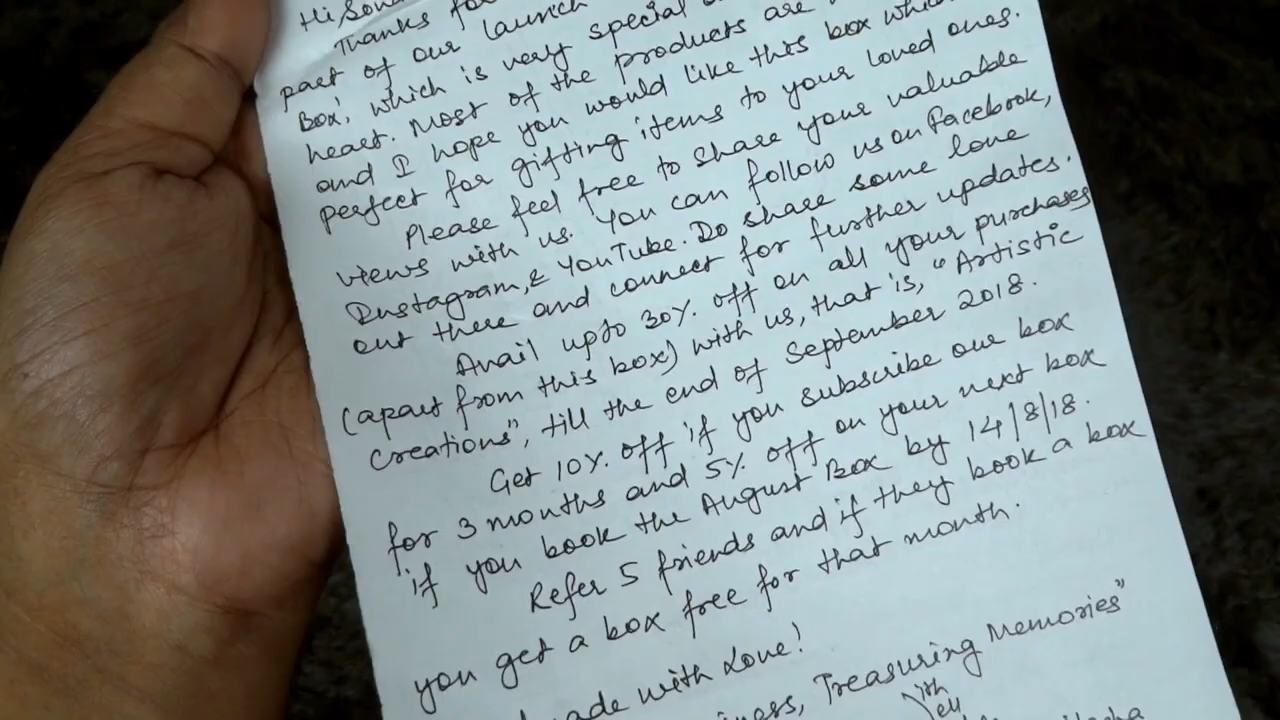 Hi,
Thanks for
part of our launch
Box', which is very special
heart. Most of the products are
and I hope you would like this box which
perfect for gifting items to your loved ones.
Please feel free to share your valuable
views with us. You can follow us on Facebook,
Instagram, & YouTube. Do share some love
out there and connect for further updates.
Avail upto 30% off on all your purchases
(apart from this box) with us, that is, "Artistic
Creations", till the end of September 2018.
Get 10% off if you subscribe our box
for 3 months and 5% off on your next box
if you book the August Box by 14/8/18.
Refer 5 friends and if they book a box
you get a box free for that month.
with Love!
Treasuring Memories"